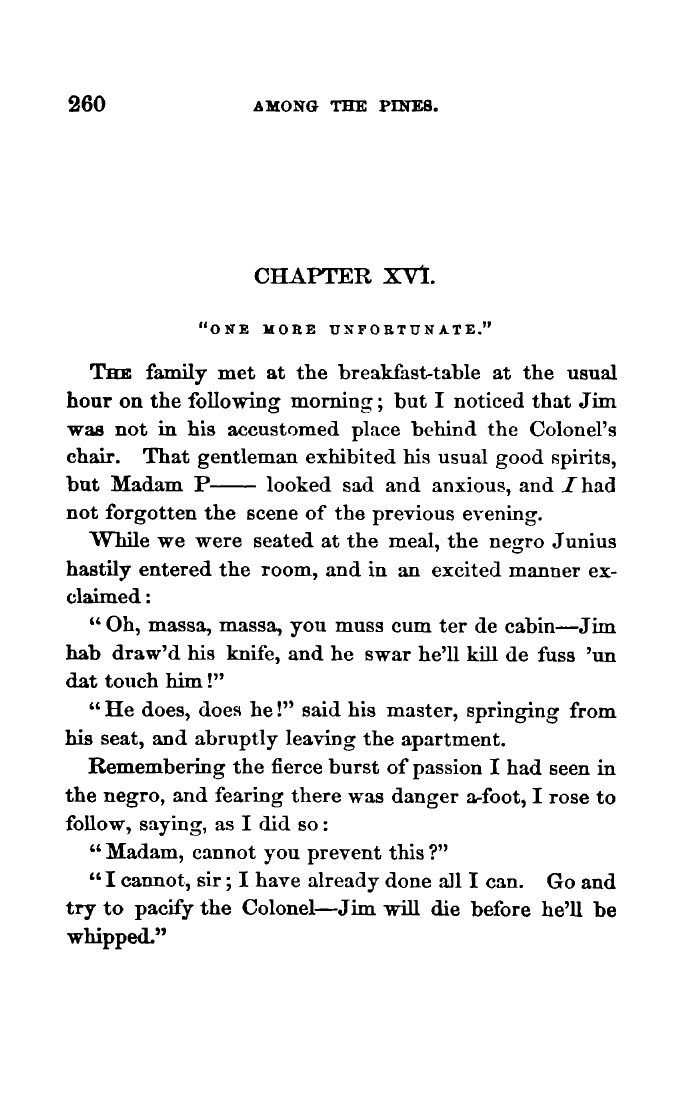 260 AMONG THE PINES.
CHAPTER XVI.
"ONE MORE UNFORTUNATE."
THE family met at the breakfast-table at the usual
hour on the following morning; but I noticed that Jim
was not in his accustomed place behind the Colonel's
chair. That gentleman exhibited his usual good spirits,
but Madam P—— looked sad and anxious, and I had
not forgotten the scene of the previous evening.
While we were seated at the meal, the negro Junius
hastily entered the room, and in an excited manner ex-
claimed:
"Oh, massa, massa, you muss cum ter de cabin—Jim
hab draw'd his knife, and he swar he'll kill de fuss 'un
dat touch him!"
"He does, does he!" said his master, springing from
his seat, and abruptly leaving the apartment.
Remembering the fierce burst of passion I had seen in
the negro, and fearing there was danger a-foot, I rose to
follow, saying, as I did so:
"Madam, cannot you prevent this?"
"I cannot, sir; I have already done all I can. Go and
try to pacify the Colonel—Jim will die before he'll be
whipped."